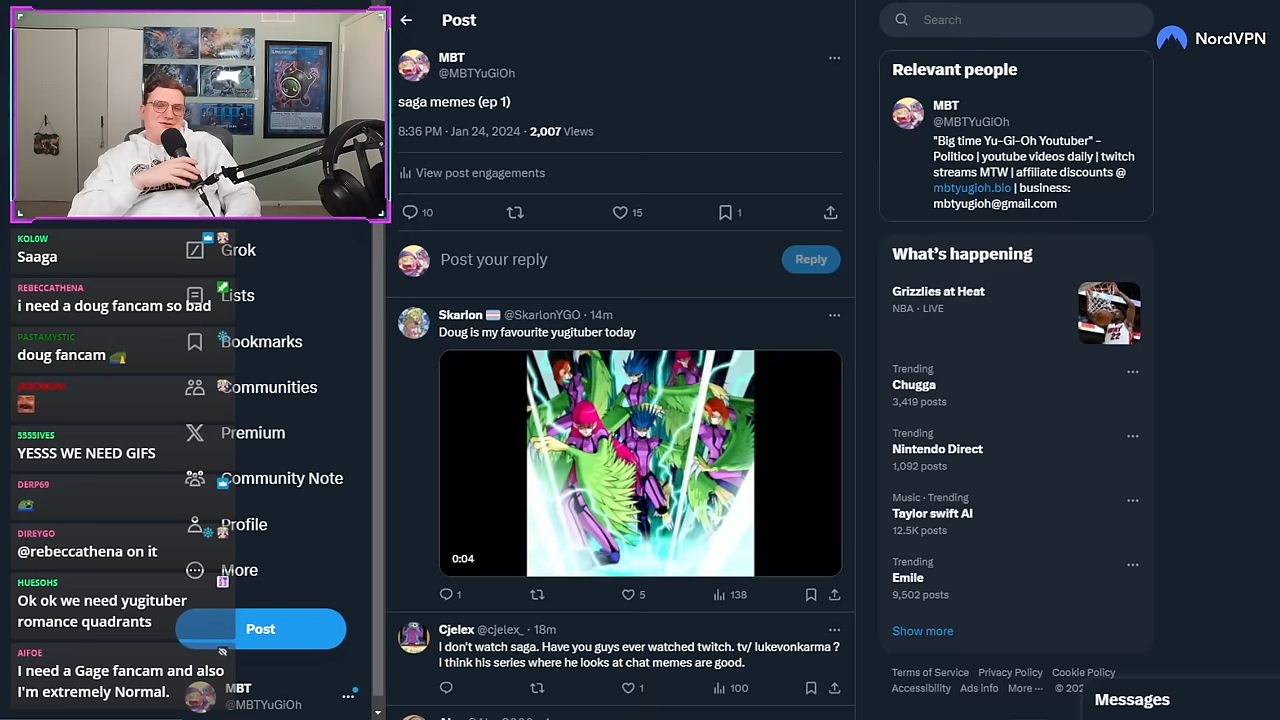 Post
MBT
@MBTYuGiOh
saga memes (ep 1)
8:36 PM · Jan 24, 2024 · 2,007 Views
View post engagements
10
15
1
Post your reply
Reply
Skarlon @SkarlonYGO · 14m
Doug is my favourite yugituber today
0:04
1
5
138
Cjelex @cjelex_ · 18m
I don't watch saga. Have you guys ever watched twitch. tv/ lukevonkarma ?
I think his series where he looks at chat memes are good.
1
100
KOL0W
Saaga
REBECCATHENA
i need a doug fancam so bad
PASTAMYSTIC
doug fancam
5555IVES
YESSS WE NEED GIFS
DERP69
DIREYGO
@rebeccathena on it
HUESOHS
Ok ok we need yugituber
romance quadrants
AIFOE
I need a Gage fancam and also
I'm extremely Normal.
Grok
Lists
Bookmarks
Communities
Premium
Community Note
Profile
More
Post
MBT
@MBTYuGiOh
Search
NordVPN
Relevant people
MBT
@MBTYuGiOh
"Big time Yu-Gi-Oh Youtuber" -
Politico | youtube videos daily | twitch
streams MTW | affiliate discounts @
mbtyugioh.bio | business:
mbtyugioh@gmail.com
What's happening
Grizzlies at Heat
NBA · LIVE
Trending
Chugga
3,419 posts
Trending
Nintendo Direct
1,092 posts
Music · Trending
Taylor swift AI
12.5K posts
Trending
Emile
9,502 posts
Show more
Terms of Service Privacy Policy Cookie Policy
Accessibility Ads info More ··· © 202
Messages